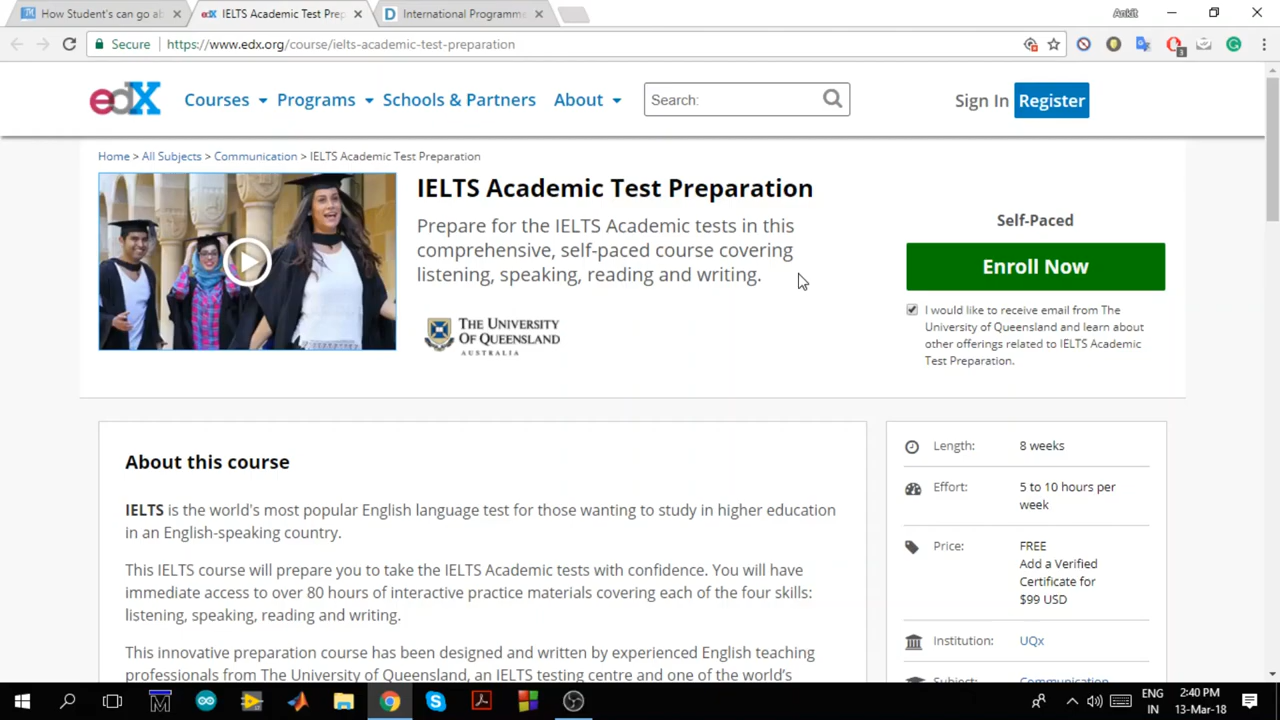 How Student's can go ab
IELTS Academic Test Prep
International Programme
Ankit
Secure
https://www.edx.org/course/ielts-academic-test-preparation
3
edX
Courses
Programs
Schools & Partners
About
Search:
Sign In
Register
Home > All Subjects > Communication > IELTS Academic Test Preparation
IELTS Academic Test Preparation
Prepare for the IELTS Academic tests in this
comprehensive, self-paced course covering
listening, speaking, reading and writing.
THE UNIVERSITY
OF QUEENSLAND
AUSTRALIA
Self-Paced
Enroll Now
I would like to receive email from The
University of Queensland and learn about
other offerings related to IELTS Academic
Test Preparation.
About this course
IELTS is the world's most popular English language test for those wanting to study in higher education
in an English-speaking country.
This IELTS course will prepare you to take the IELTS Academic tests with confidence. You will have
immediate access to over 80 hours of interactive practice materials covering each of the four skills:
listening, speaking, reading and writing.
This innovative preparation course has been designed and written by experienced English teaching
professionals from The University of Queensland, an IELTS testing centre and one of the world's
Length: 8 weeks
Effort: 5 to 10 hours per
week
Price: FREE
Add a Verified
Certificate for
$99 USD
Institution: UQx
Subject: Communication
ENG
IN
2:40 PM
13-Mar-18